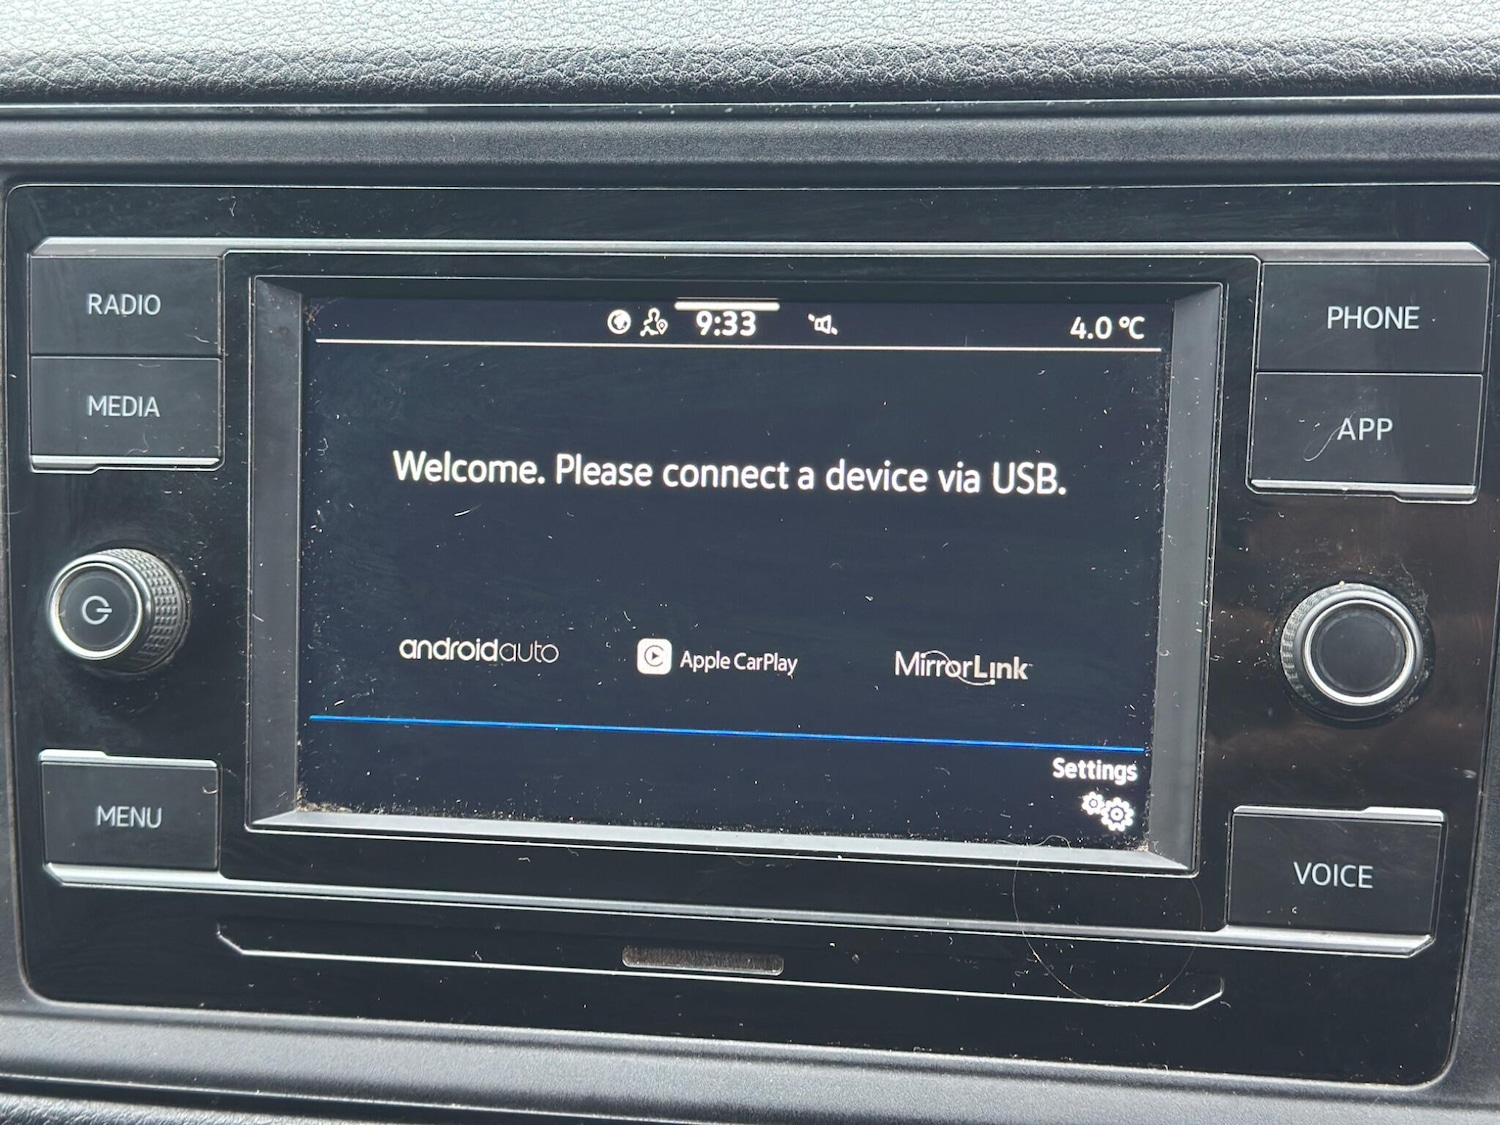 RADIO
MEDIA
MENU
9:33
4.0 °C
Welcome. Please connect a device via USB.
androidauto
Apple CarPlay
MirrorLink
Settings
PHONE
APP
VOICE